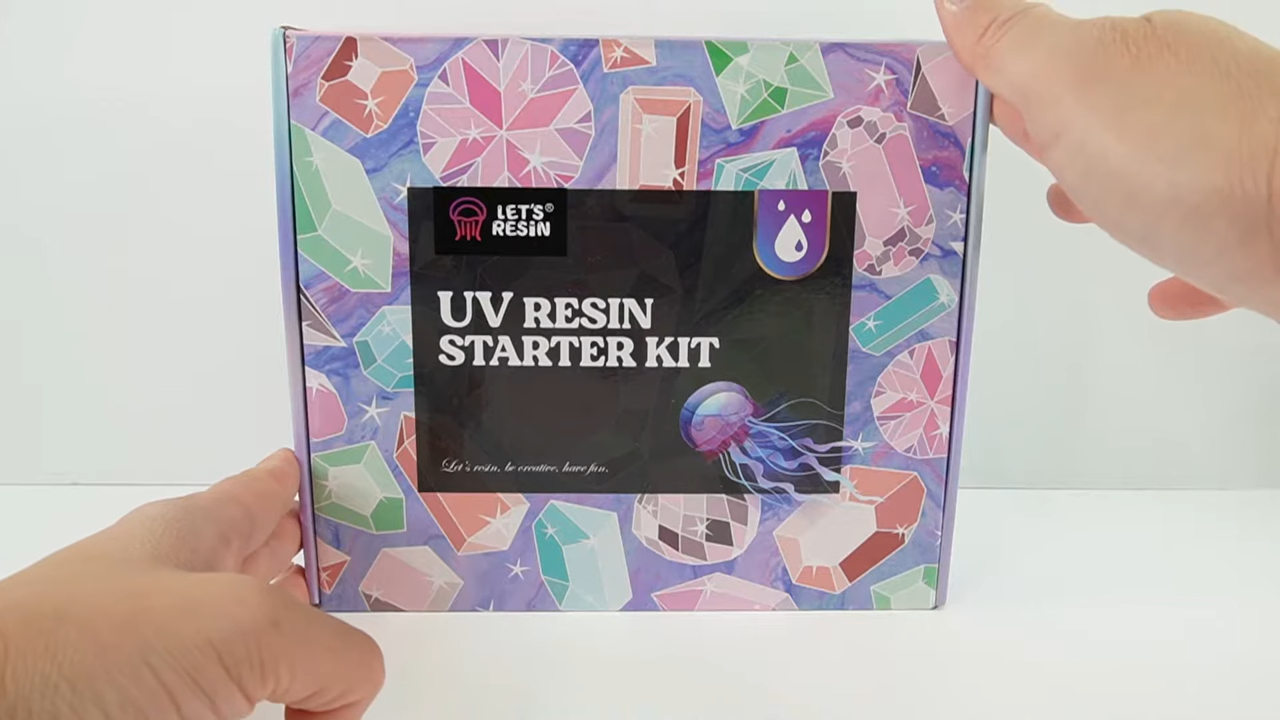 LET'S®
RESIN
UV RESIN
STARTER KIT
Let's resin, be creative, have fun.